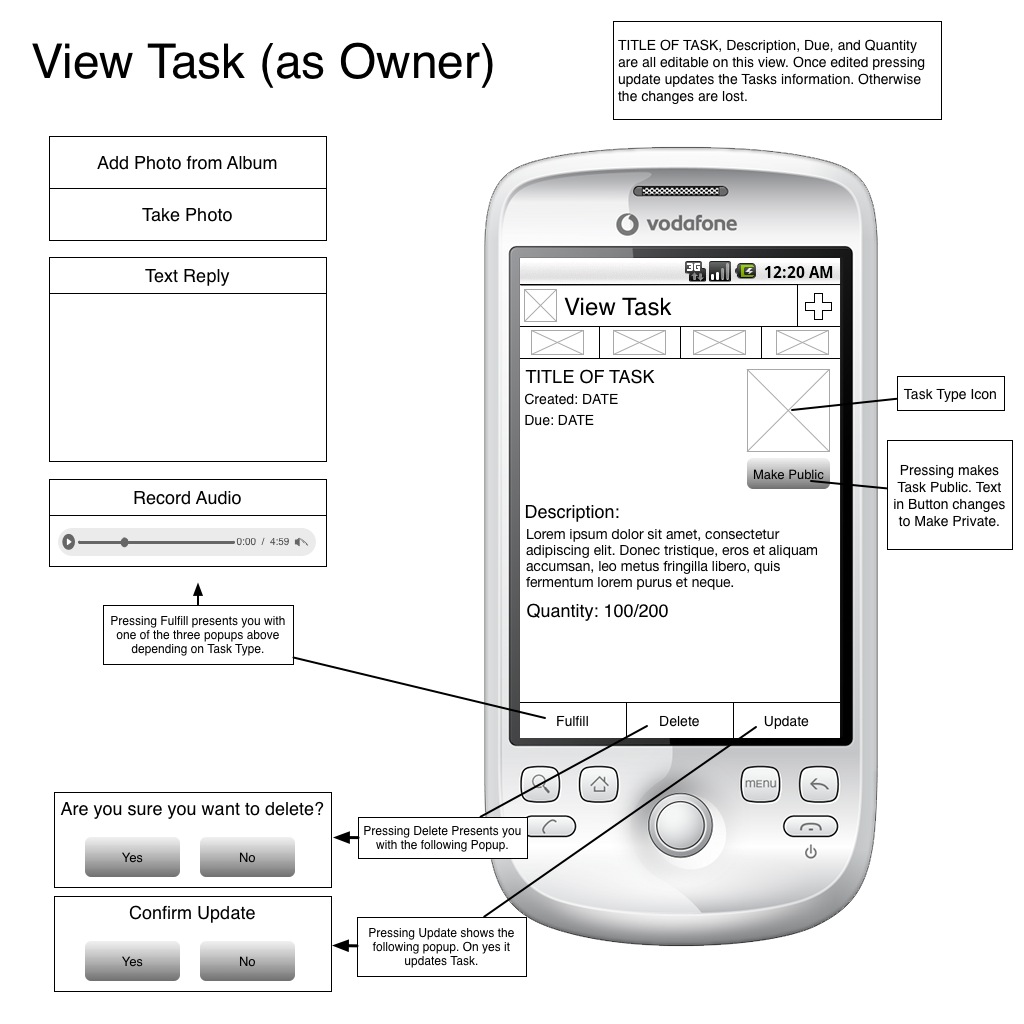 View Task (as Owner)
TITLE OF TASK, Description, Due, and Quantity
are all editable on this view. Once edited pressing
update updates the Tasks information. Otherwise
the changes are lost.
Add Photo from Album
Take Photo
Text Reply
Record Audio
0:00 / 4:59
Pressing Fulfill presents you with
one of the three popups above
depending on Task Type.
vodafone
3G
12:20 AM
View Task
TITLE OF TASK
Created: DATE
Due: DATE
Task Type Icon
Make Public
Pressing makes
Task Public. Text
in Button changes
to Make Private.
Description:
Lorem ipsum dolor sit amet, consectetur
adipiscing elit. Donec tristique, eros et aliquam
accumsan, leo metus fringilla libero, quis
fermentum lorem purus et neque.
Quantity: 100/200
Fulfill
Delete
Update
MENU
Are you sure you want to delete?
Yes
No
Pressing Delete Presents you
with the following Popup.
Confirm Update
Yes
No
Pressing Update shows the
following popup. On yes it
updates Task.